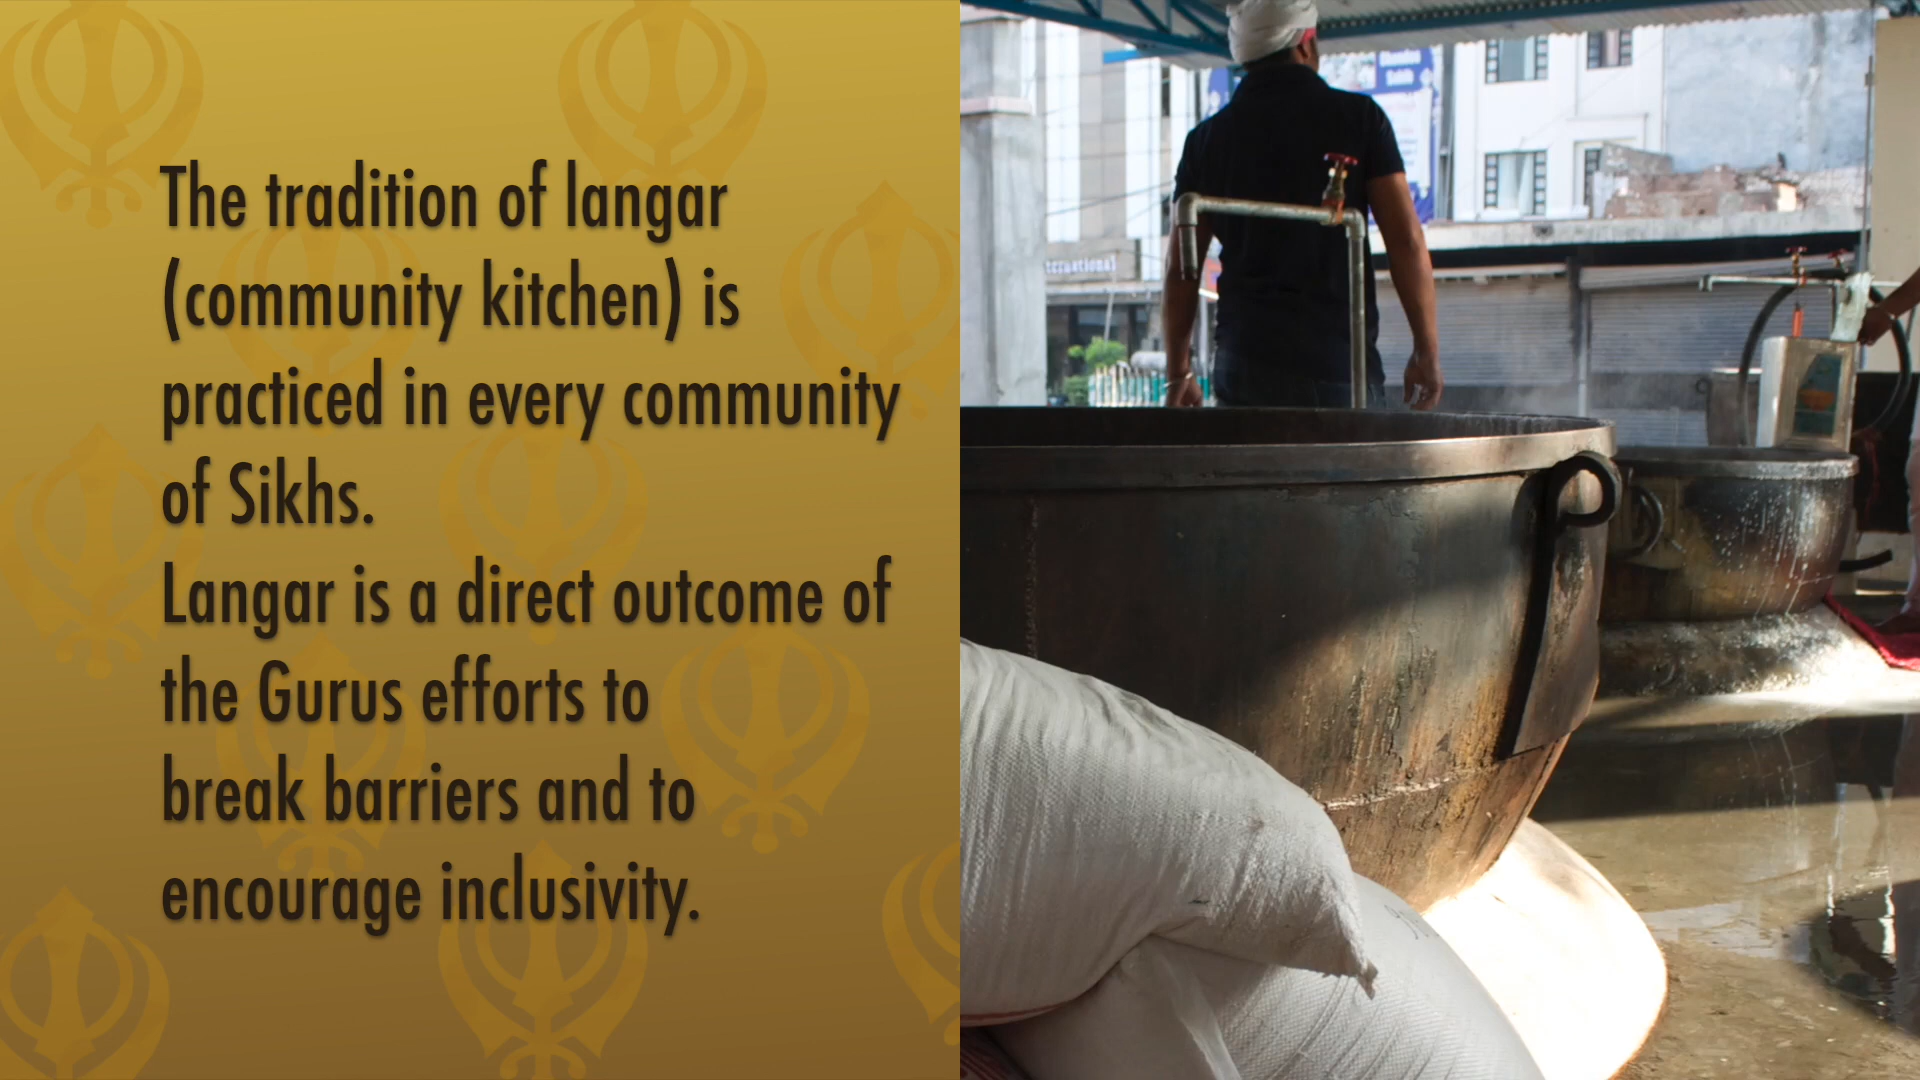 The tradition of langar
(community kitchen) is
practiced in every community
of Sikhs.
Langar is a direct outcome of
the Gurus efforts to
break barriers and to
encourage inclusivity.